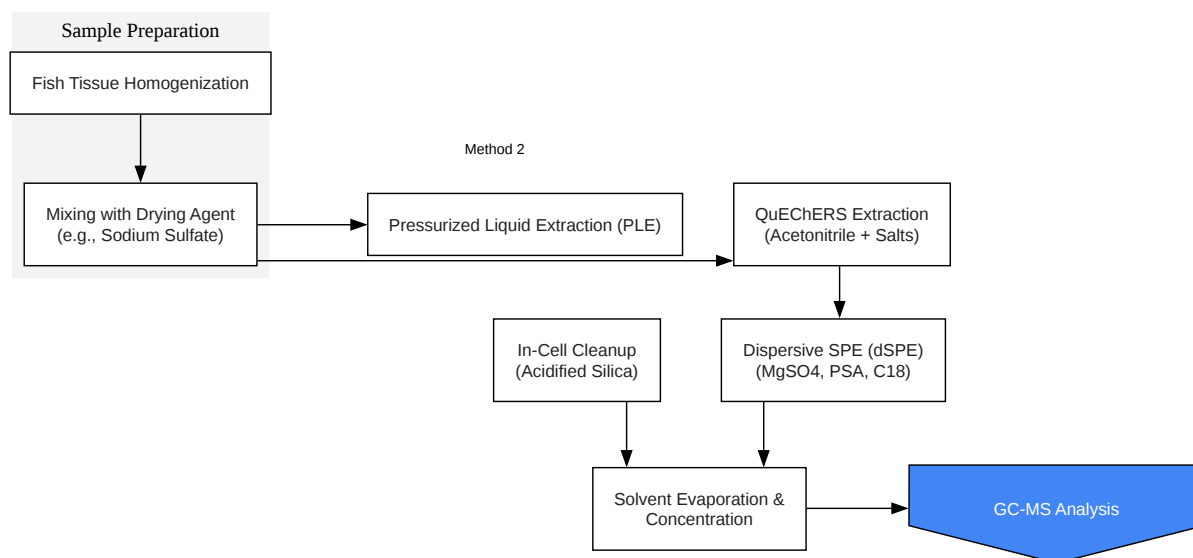 Sample Preparation
Fish Tissue Homogenization
Method 2
Mixing with Drying Agent
(e.g., Sodium Sulfate)
Pressurized Liquid Extraction (PLE)
QuEChERS Extraction
(Acetonitrile + Salts)
In-Cell Cleanup
(Acidified Silica)
Dispersive SPE (dSPE)
(MgSO4, PSA, C18)
Solvent Evaporation &
Concentration
GC-MS Analysis